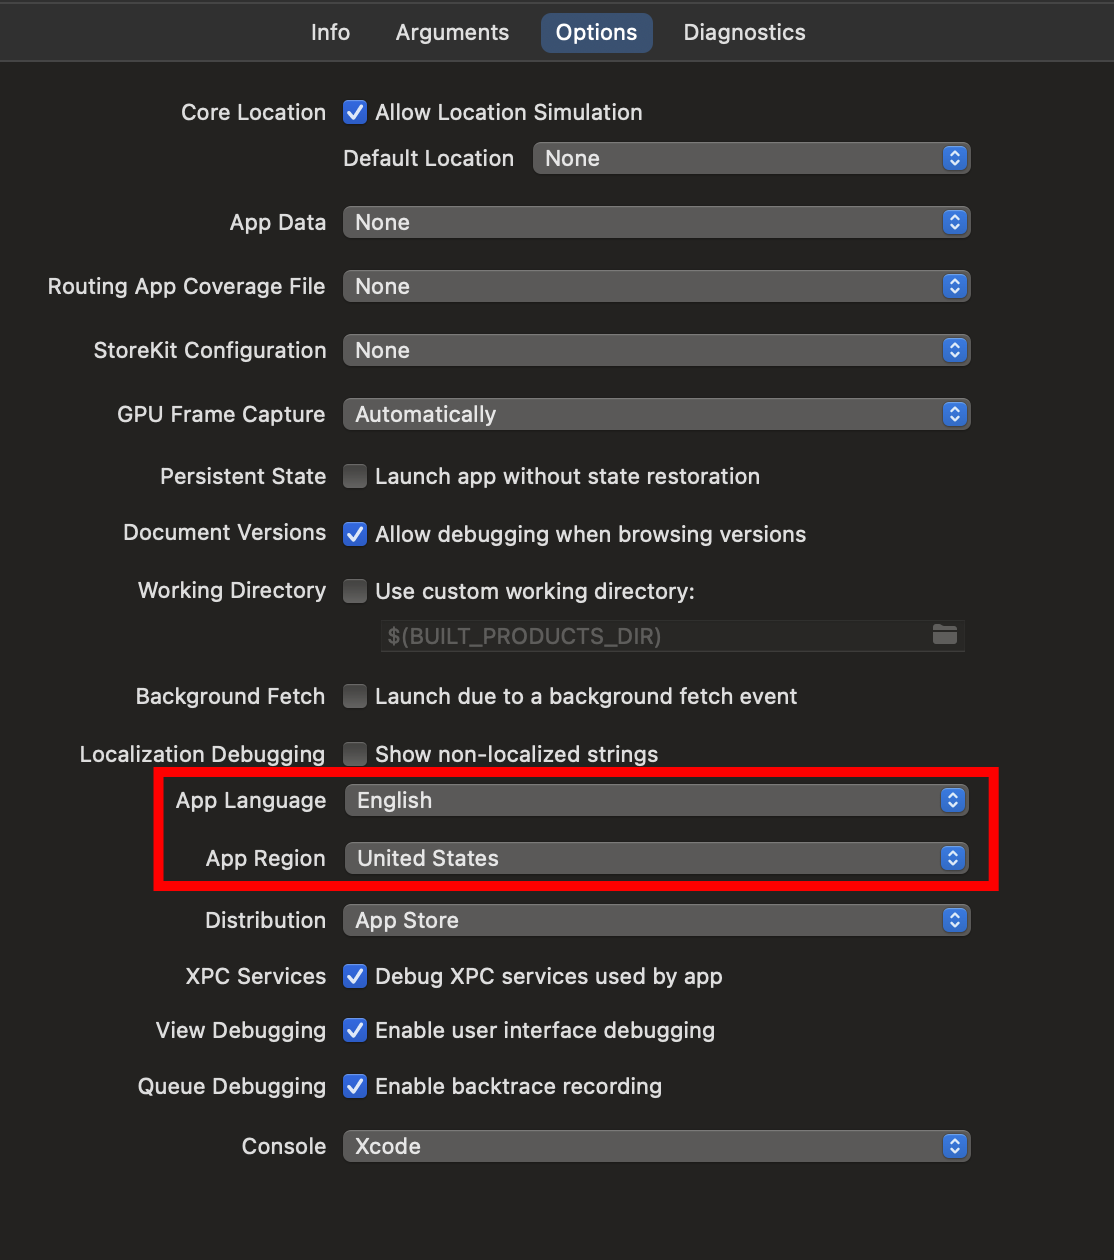 Info Arguments Options Diagnostics
Core Location Allow Location Simulation
Default Location None
App Data None
Routing App Coverage File None
StoreKit Configuration None
GPU Frame Capture Automatically
Persistent State Launch app without state restoration
Document Versions Allow debugging when browsing versions
Working Directory Use custom working directory:
$(BUILT_PRODUCTS_DIR)
Background Fetch Launch due to a background fetch event
Localization Debugging Show non-localized strings
App Language English
App Region United States
Distribution App Store
XPC Services Debug XPC services used by app
View Debugging Enable user interface debugging
Queue Debugging Enable backtrace recording
Console Xcode